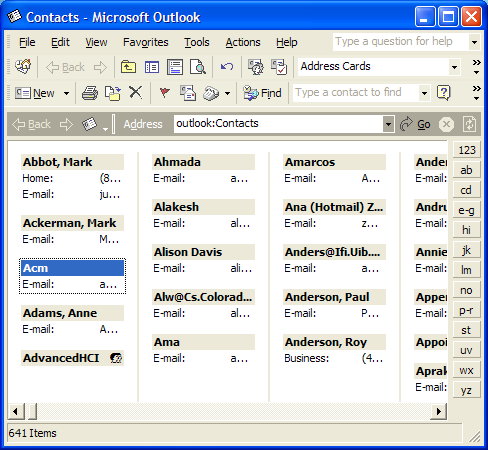 Contacts - Microsoft Outlook
File Edit View Favorites Tools Actions Help Type a question for help
Back Address Cards
New Find Type a contact to find
Back Address outlook:Contacts Go
Abbot, Mark
Home: (8...
E-mail: ju...
Ackerman, Mark
E-mail: M...
Acm
E-mail: a...
Adams, Anne
E-mail: A...
AdvancedHCI
Ahmada
E-mail: a...
Alakesh
E-mail: al...
Alison Davis
E-mail: ali...
Alw@Cs.Colorad...
E-mail: al...
Ama
E-mail: a...
Amarcos
E-mail: A...
Ana (Hotmail) Z...
E-mail: z...
Anders@Ifi.Uib....
E-mail: a...
Anderson, Paul
E-mail: P...
Anderson, Roy
Business: (4...
Ander
E-mail:
Andru
E-mail:
Annie
E-mail:
Apper
E-mail:
Appoi
Aprak
E-mail:
123
ab
cd
e-g
hi
jk
lm
no
p-r
st
uv
wx
yz
641 Items